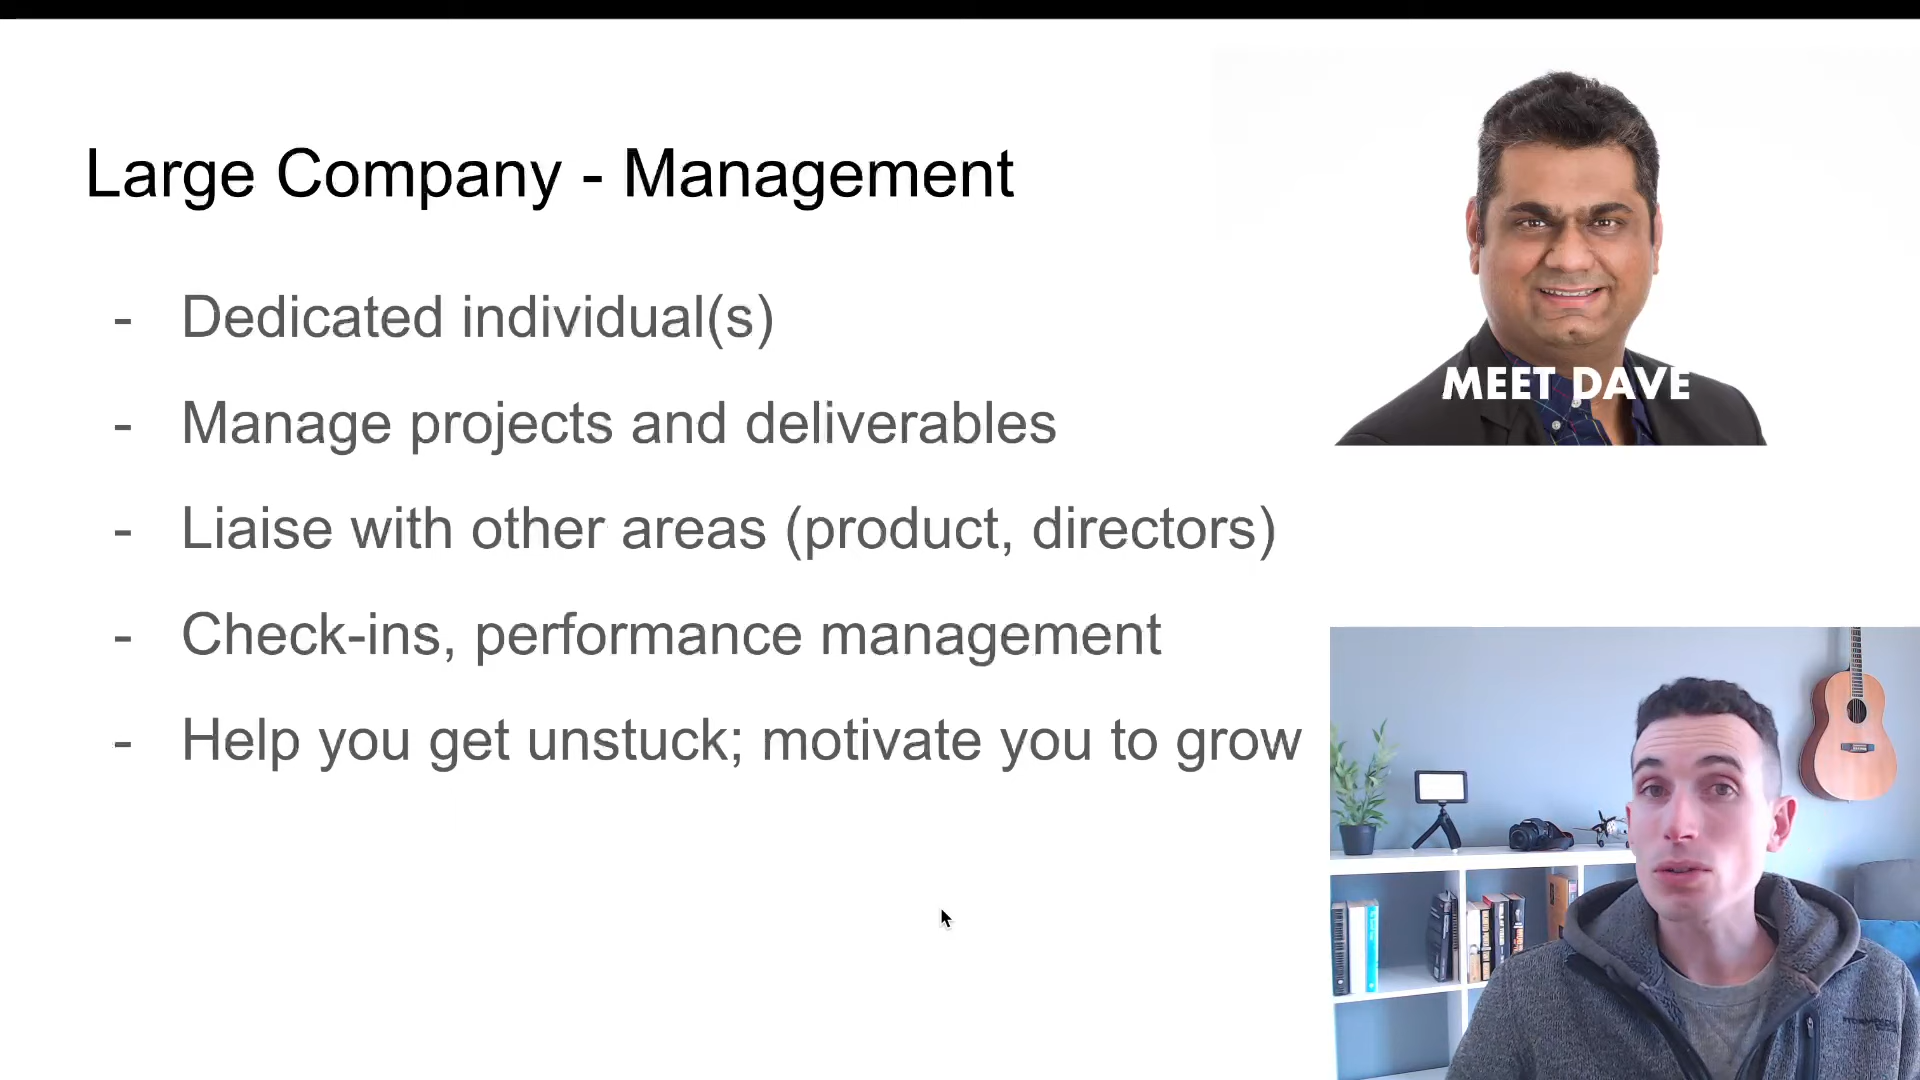 Large Company - Management
- Dedicated individual(s)
- Manage projects and deliverables
- Liaise with other areas (product, directors)
- Check-ins, performance management
- Help you get unstuck; motivate you to grow
MEET DAVE